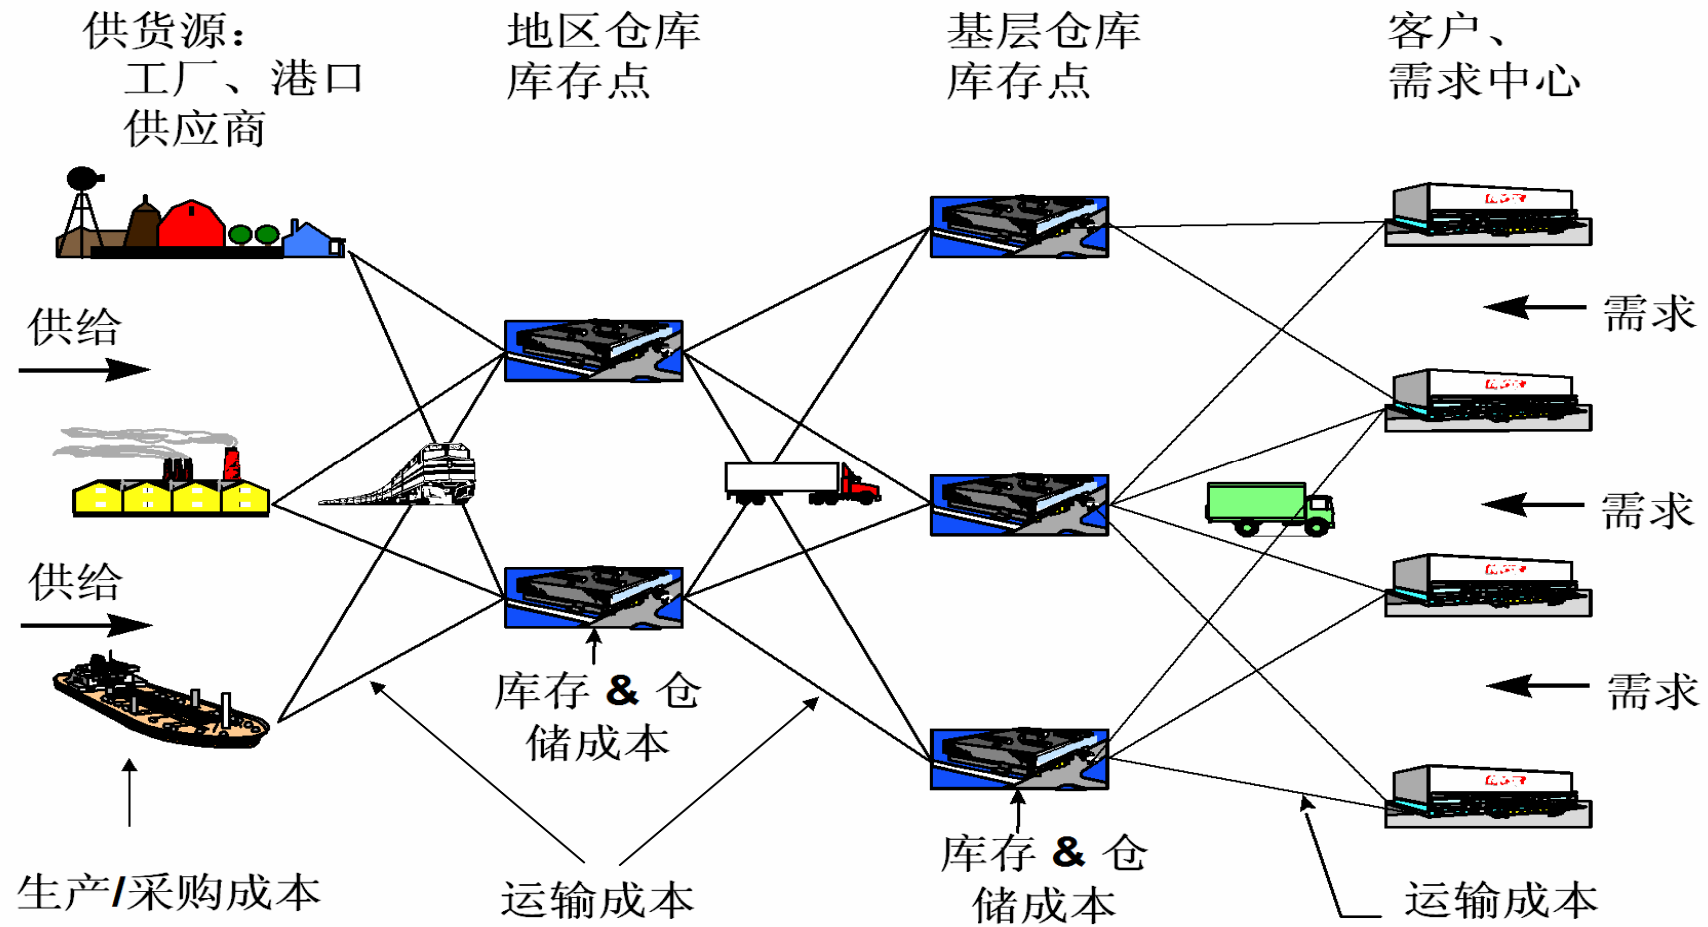 供货源：
工厂、港口
供应商
地区仓库
库存点
基层仓库
库存点
客户、
需求中心
供给
供给
需求
需求
需求
库存 & 仓
储成本
库存 & 仓
储成本
生产/采购成本
运输成本
运输成本